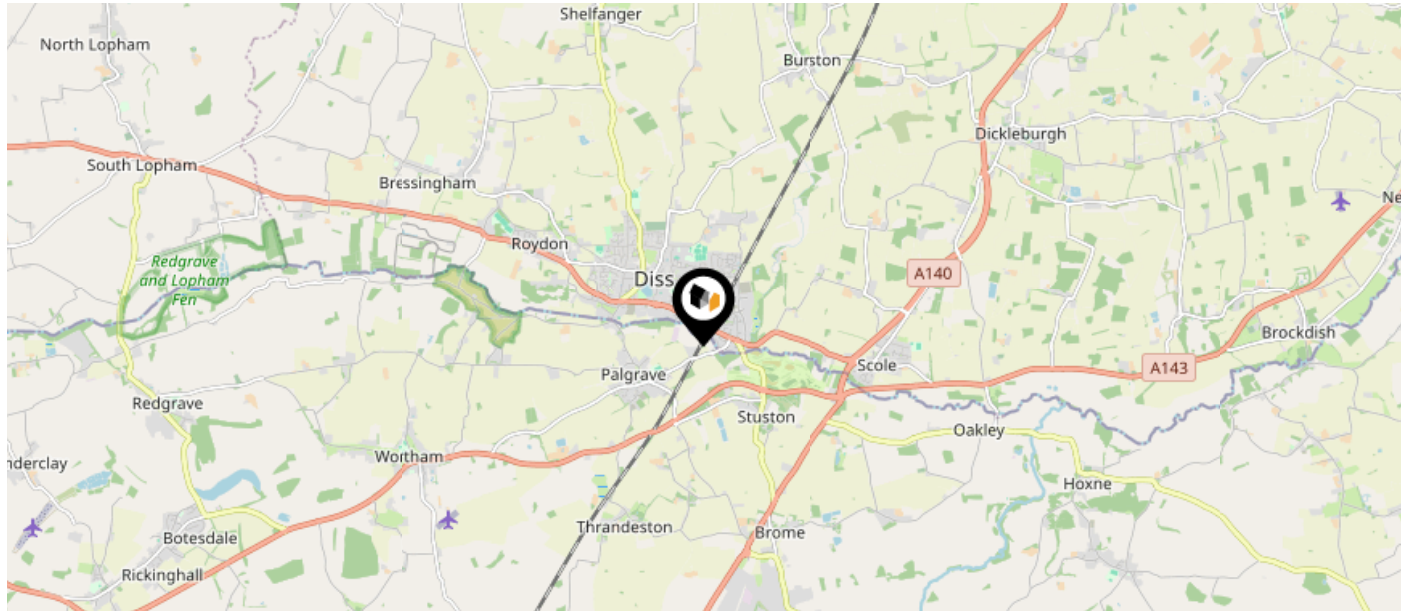 Shelfanger
North Lopham
Burston
Dickleburgh
South Lopham
Bressingham
Ne
Roydon
Redgrave
and Lopham
Fen
Diss
A140
Brockdish
Scole
A143
Palgrave
Redgrave
Stuston
Oakley
Wortham
nderclay
Hoxne
Thrandeston
Brome
Botesdale
Rickinghall